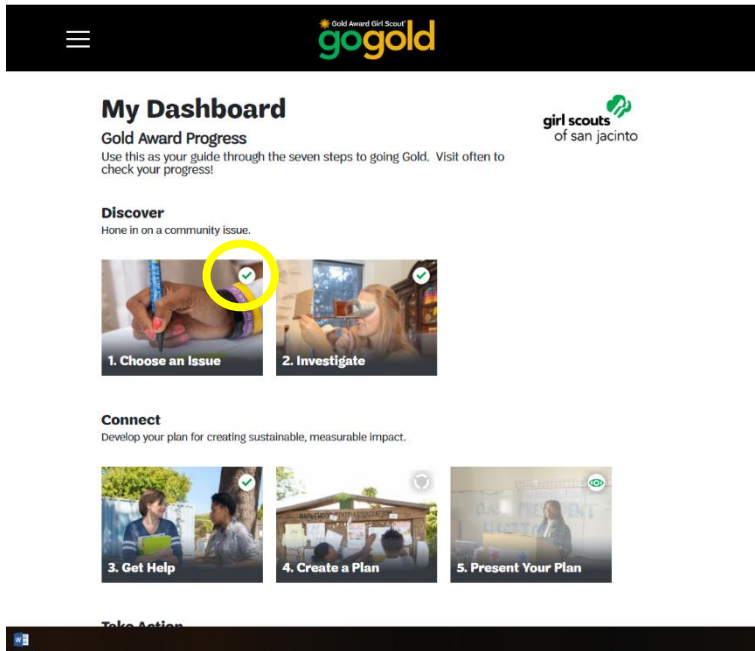 Gold Award Girl Scout
gogold
My Dashboard
girl scouts
of san jacinto
Gold Award Progress
Use this as your guide through the seven steps to going Gold. Visit often to
check your progress!
Discover
Hone in on a community issue.
1. Choose an Issue
2. Investigate
Connect
Develop your plan for creating sustainable, measurable impact.
3. Get Help
4. Create a Plan
5. Present Your Plan
Take Action
W